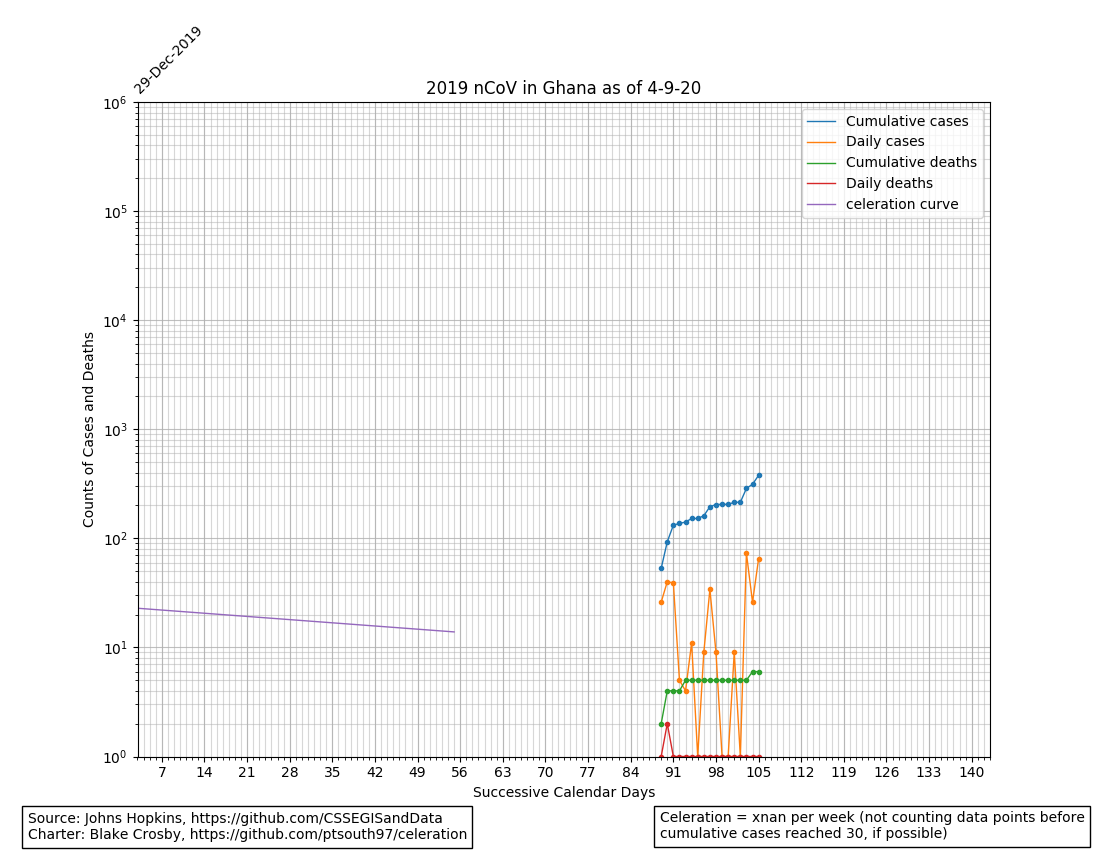 29-Dec-2019
2019 nCoV in Ghana as of 4-9-20
Cumulative cases
Daily cases
Cumulative deaths
Daily deaths
celeration curve
Counts of Cases and Deaths
10^6
10^5
10^4
10^3
10^2
10^1
10^0
7 14 21 28 35 42 49 56 63 70 77 84 91 98 105 112 119 126 133 140
Successive Calendar Days
Source: Johns Hopkins, https://github.com/CSSEGISandData
Charter: Blake Crosby, https://github.com/ptsouth97/celeration
Celeration = xnan per week (not counting data points before
cumulative cases reached 30, if possible)